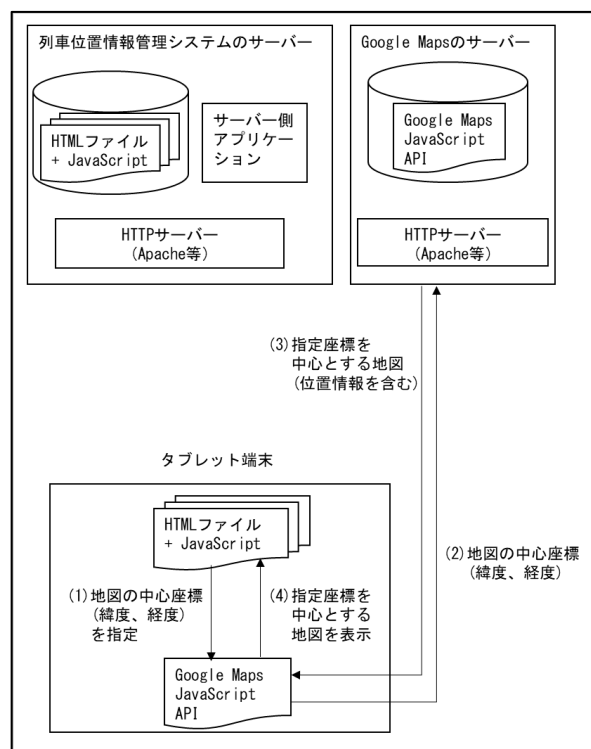 列車位置情報管理システムのサーバー
HTMLファイル
+ JavaScript
サーバー側
アプリケー
ション
HTTPサーバー
(Apache等)
Google Mapsのサーバー
Google Maps
JavaScript
API
HTTPサーバー
(Apache等)
(3)指定座標を
中心とする地図
(位置情報を含む)
(2)地図の中心座標
(緯度、経度)
タブレット端末
HTMLファイル
+ JavaScript
(1)地図の中心座標
(緯度、経度)
を指定
(4)指定座標を
中心とする
地図を表示
Google Maps
JavaScript
API